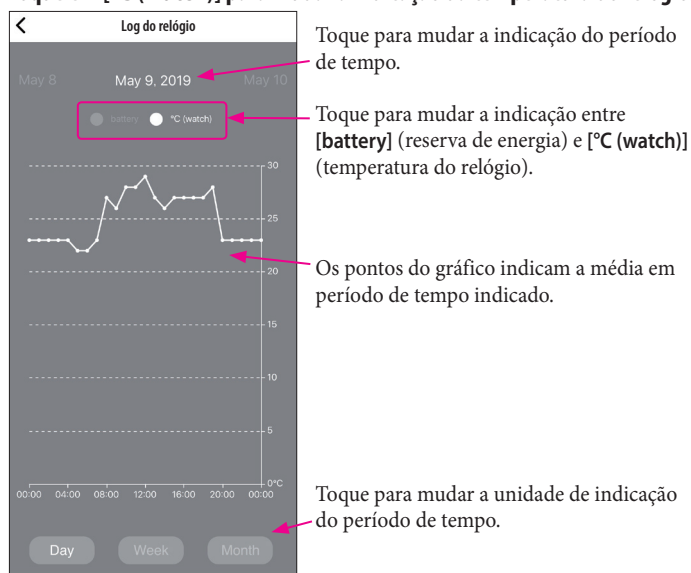 Log do relógio
May 8 May 9, 2019 May 10
battery °C (watch)
30
25
20
15
10
5
0°C
00:00 04:00 08:00 12:00 16:00 20:00 00:00
Day Week Month
Toque para mudar a indicação do período
de tempo.
Toque para mudar a indicação entre
[battery] (reserva de energia) e [°C (watch)]
(temperatura do relógio).
Os pontos do gráfico indicam a média em
período de tempo indicado.
Toque para mudar a unidade de indicação
do período de tempo.